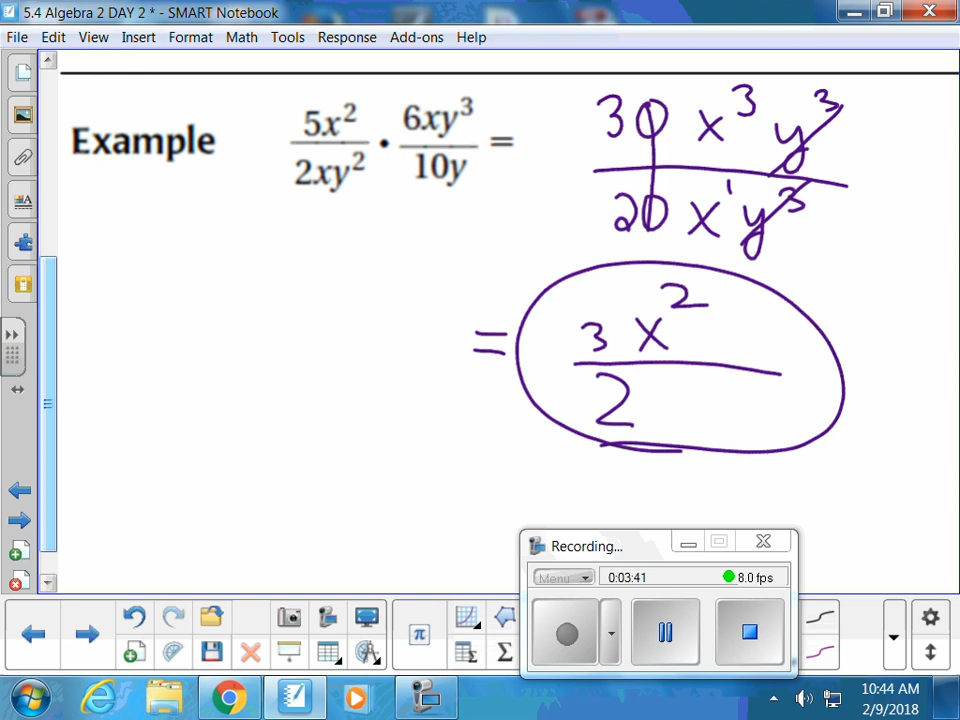 5.4 Algebra 2 DAY 2 * - SMART Notebook
File Edit View Insert Format Math Tools Response Add-ons Help
Example 5x² / 2xy² • 6xy³ / 10y =
30 x³ y³
20 x¹ y³
= 3 x²
2
Recording...
Menu 0:03:41 8.0 fps
π
Σ
10:44 AM
2/9/2018